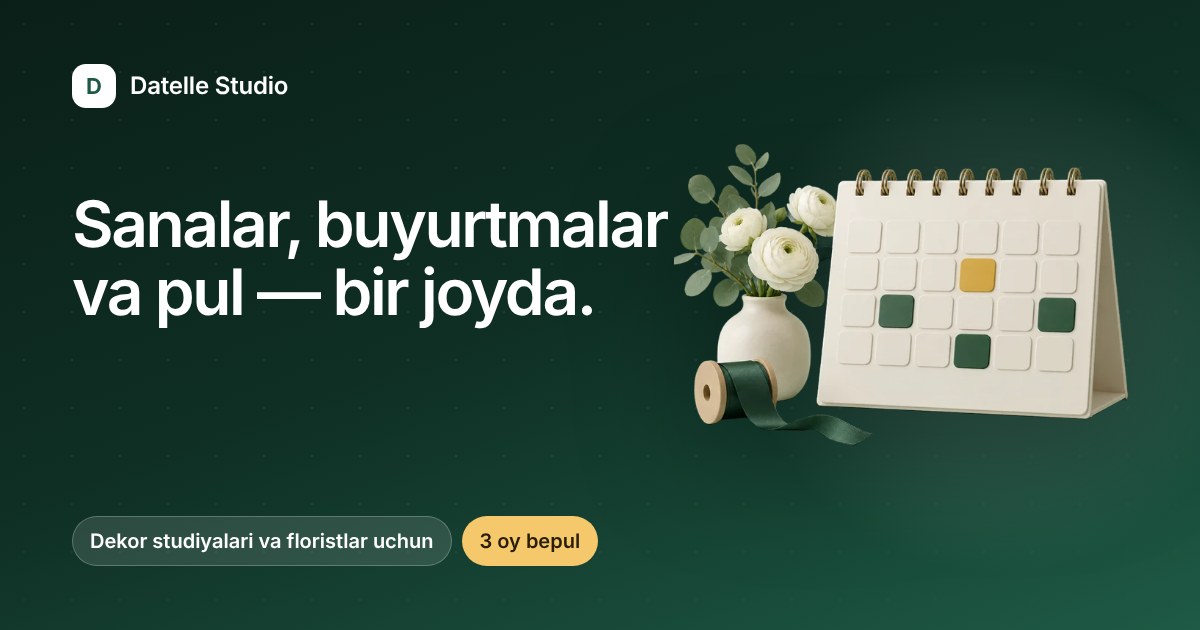 D
Datelle Studio
Sanalar, buyurtmalar
va pul — bir joyda.
Dekor studiyalari va floristlar uchun
3 oy bepul